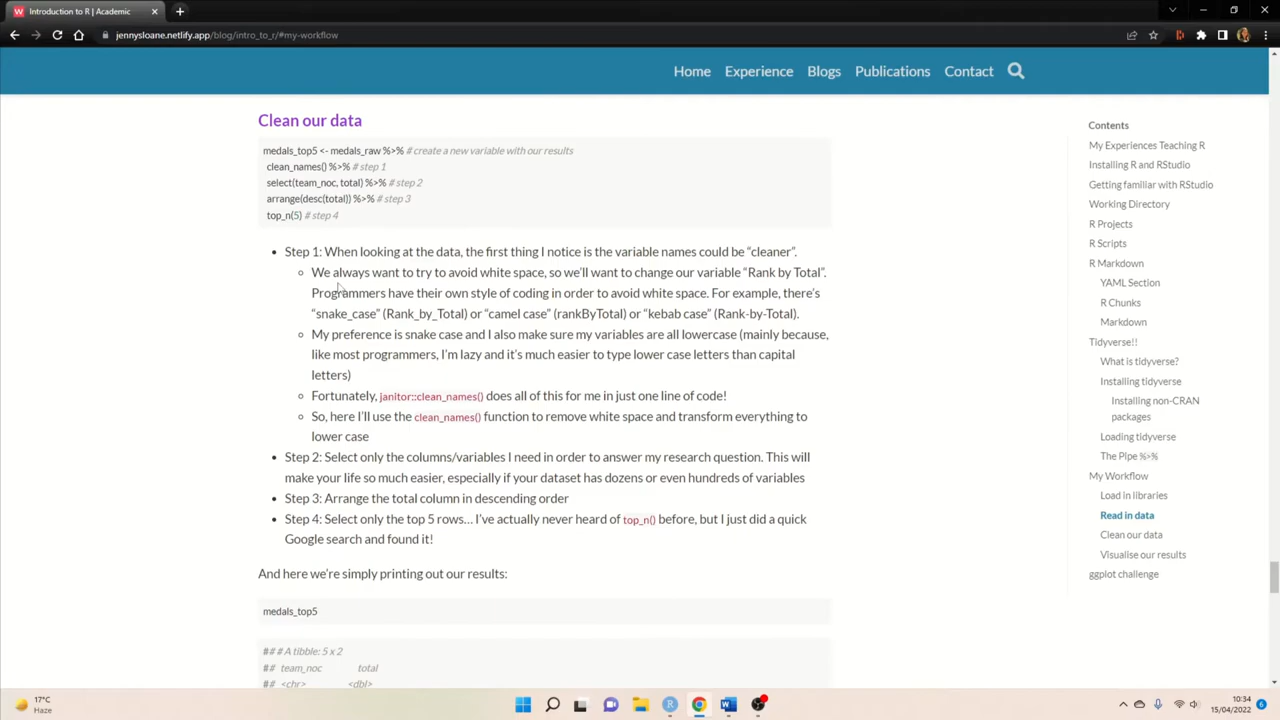 Introduction to R | Academic
jennysloane.netlify.app/blog/intro_to_r/#my-workflow
Home Experience Blogs Publications Contact
Clean our data
medals_top5 <- medals_raw %>% # create a new variable with our results
clean_names() %>% # step 1
select(team_noc, total) %>% # step 2
arrange(desc(total)) %>% # step 3
top_n(5) # step 4
Step 1: When looking at the data, the first thing I notice is the variable names could be “cleaner”.
We always want to try to avoid white space, so we’ll want to change our variable “Rank by Total”.
Programmers have their own style of coding in order to avoid white space. For example, there’s
“snake_case” (Rank_by_Total) or “camel case” (rankByTotal) or “kebab case” (Rank-by-Total).
My preference is snake case and I also make sure my variables are all lowercase (mainly because,
like most programmers, I’m lazy and it’s much easier to type lower case letters than capital
letters)
Fortunately, janitor::clean_names() does all of this for me in just one line of code!
So, here I’ll use the clean_names() function to remove white space and transform everything to
lower case
Step 2: Select only the columns/variables I need in order to answer my research question. This will
make your life so much easier, especially if your dataset has dozens or even hundreds of variables
Step 3: Arrange the total column in descending order
Step 4: Select only the top 5 rows… I’ve actually never heard of top_n() before, but I just did a quick
Google search and found it!
And here we’re simply printing out our results:
medals_top5
### A tibble: 5 x 2
## team_noc total
## <chr> <dbl>
Contents
My Experiences Teaching R
Installing R and RStudio
Getting familiar with RStudio
Working Directory
R Projects
R Scripts
R Markdown
YAML Section
R Chunks
Markdown
Tidyverse!!
What is tidyverse?
Installing tidyverse
Installing non-CRAN
packages
Loading tidyverse
The Pipe %>%
My Workflow
Load in libraries
Read in data
Clean our data
Visualise our results
ggplot challenge
17°C
Haze
10:34
15/04/2022
6